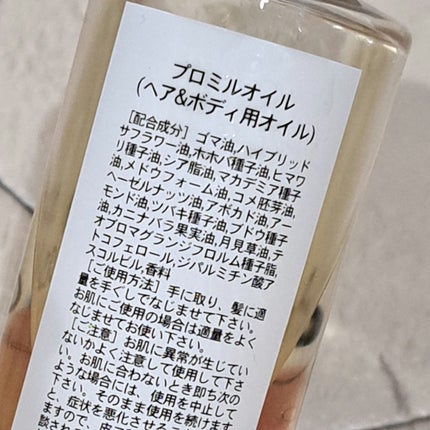 プロミルオイル
(ヘア&ボディ用オイル)
[配合成分] ゴマ油,ハイブリッド
サフラワー油,ホホバ種子油,ヒマワ
リ種子油,シア脂油,マカデミア種子
油,メドウフォーム油,コメ胚芽油,
ヘーゼルナッツ油,アボカド油,アー
モンド油,ツバキ種子油,ブドウ種子
油,カニナバラ果実油,月見草油,テ
オブロマグランジフロルム種子脂,
トコフェロール,ジパルミチン酸ア
スコルビル,香料
[ご使用方法] 手に取り、髪に適
量を手ぐしでなじませて下さい。
お肌にご使用の場合は適量をよく
なじませてお使い下さい。
[ご注意] お肌に異常が生じてい
ないかよく注意して使用して下さ
い。お肌に合わないとき即ち次の
ような場合には、使用を中止して
下さい。そのまま使用を続けます
と、症状を悪化させる
ますので、皮
談され